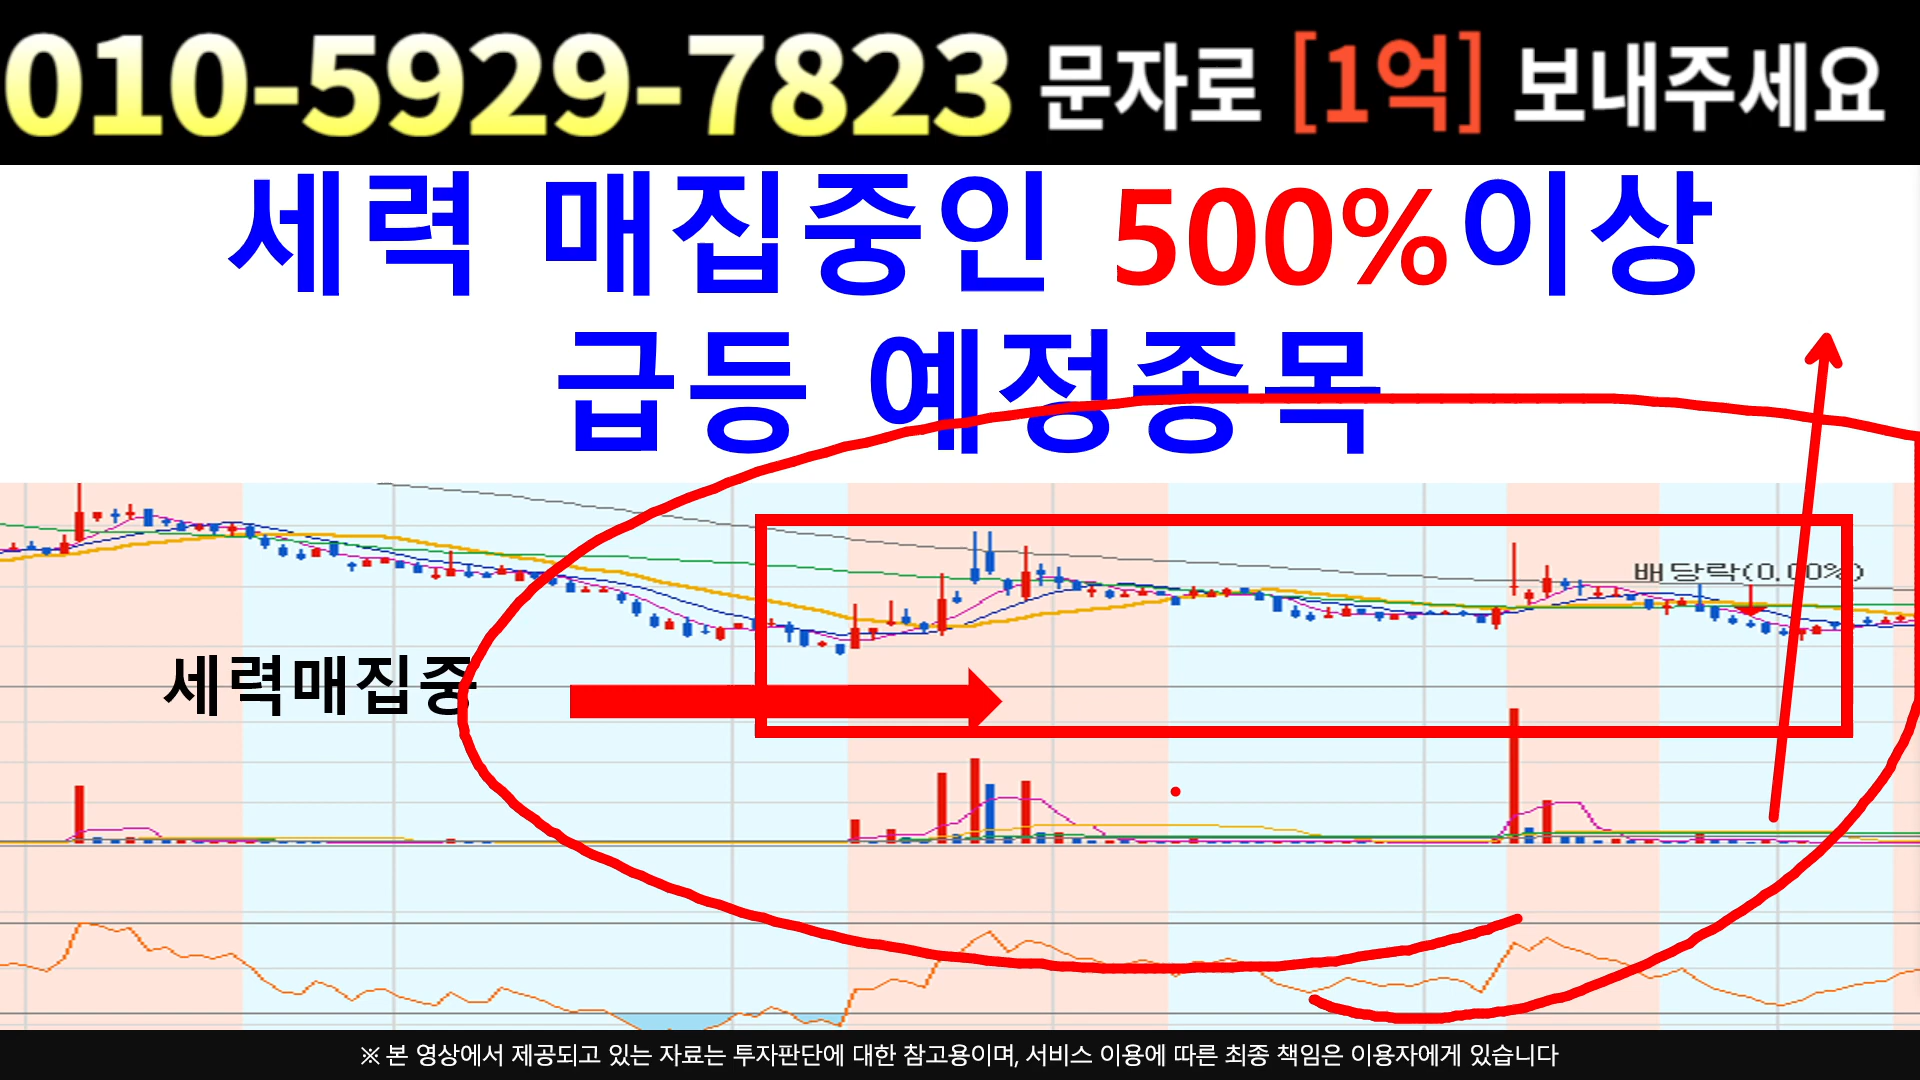 010-5929-7823 문자로 [1억] 보내주세요
세력 매집중인 500%이상
급등 예정종목
배당락(0.00%)
세력매집중
※ 본 영상에서 제공되고 있는 자료는 투자판단에 대한 참고용이며, 서비스 이용에 따른 최종 책임은 이용자에게 있습니다